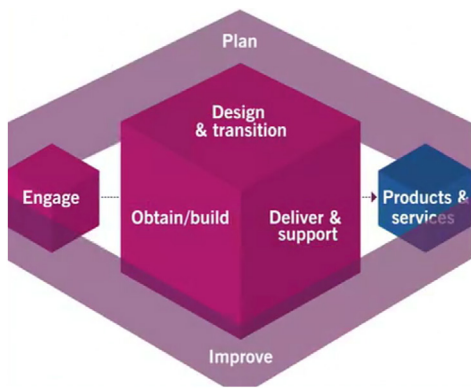 Plan
Design
& transition
Engage
Obtain/build
Deliver &
support
Products &
services
Improve